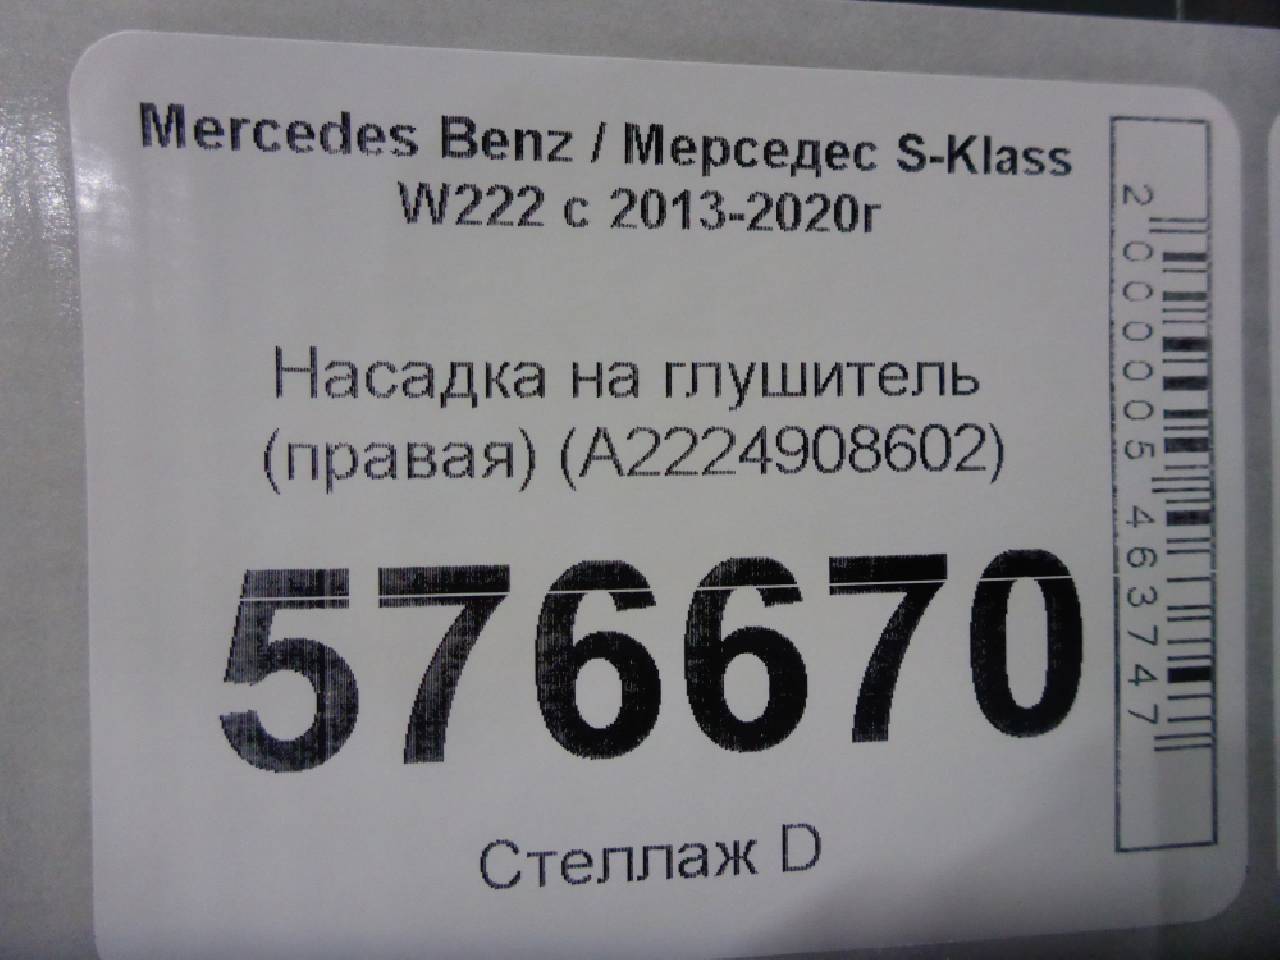 Mercedes Benz / Мерседес S-Klass
W222 с 2013-2020г
Насадка на глушитель
(правая) (A2224908602)
576670
Стеллаж D
2000005463747